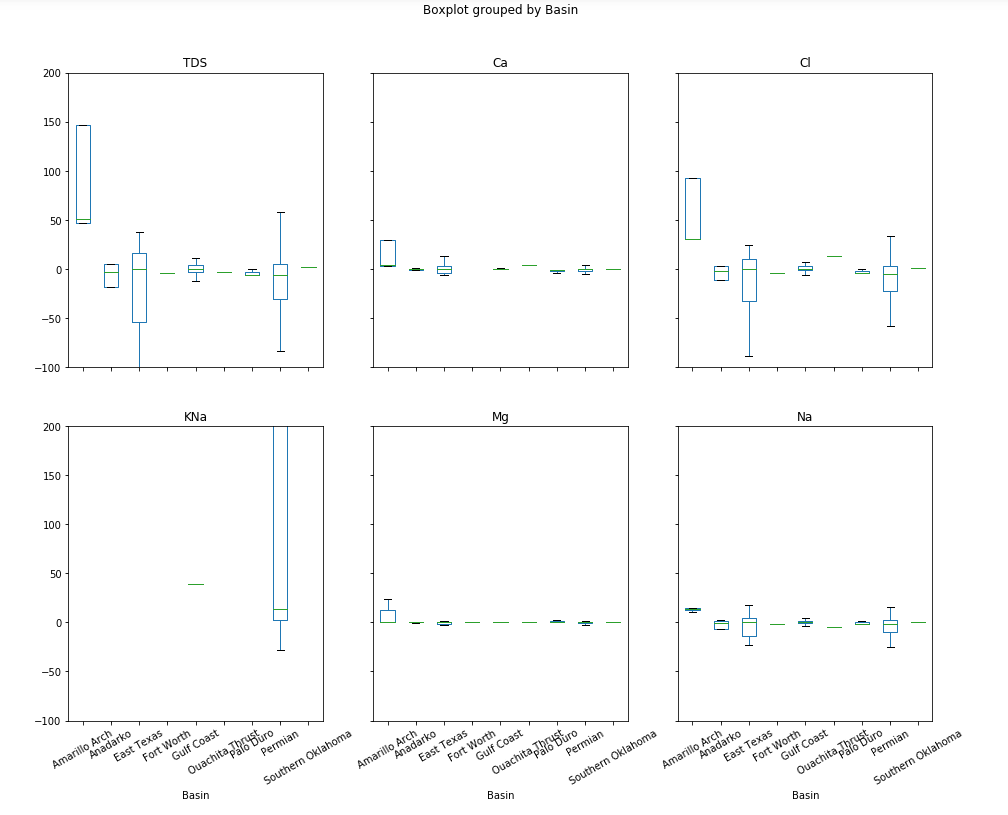 Boxplot grouped by Basin
TDS
Ca
Cl
200
150
100
50
0
−50
−100
KNa
Mg
Na
200
150
100
50
0
−50
−100
Amarillo Arch
Anadarko
East Texas
Fort Worth
Gulf Coast
Ouachita Thrust
Palo Duro
Permian
Southern Oklahoma
Amarillo Arch
Anadarko
East Texas
Fort Worth
Gulf Coast
Ouachita Thrust
Palo Duro
Permian
Southern Oklahoma
Amarillo Arch
Anadarko
East Texas
Fort Worth
Gulf Coast
Ouachita Thrust
Palo Duro
Permian
Southern Oklahoma
Basin
Basin
Basin